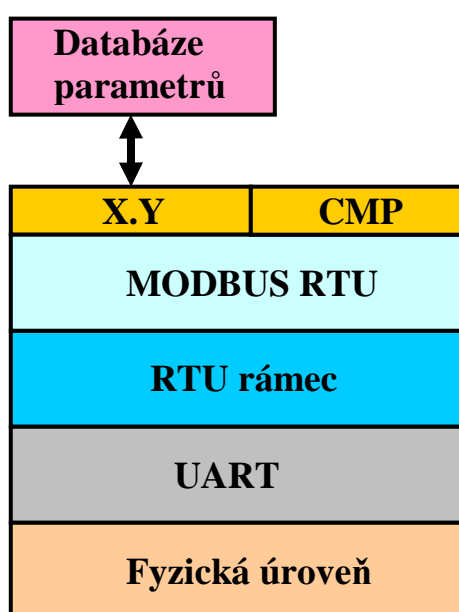 Databáze
parametrů
X.Y CMP
MODBUS RTU
RTU rámec
UART
Fyzická úroveň